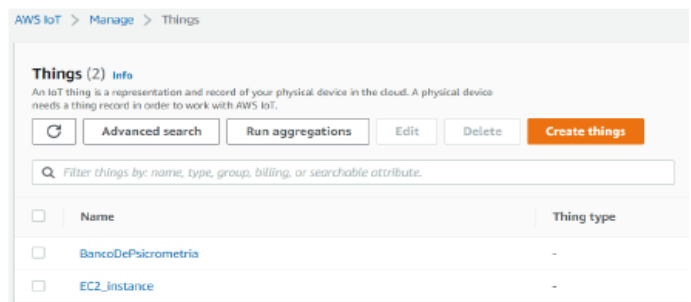 AWS IoT > Manage > Things
Things (2) Info
An IoT thing is a representation and record of your physical device in the cloud. A physical device
needs a thing record in order to work with AWS IoT.
Advanced search Run aggregations Edit Delete Create things
Filter things by: name, type, group, billing, or searchable attribute.
Name Thing type
BancoDePsicrometria -
EC2_instance -